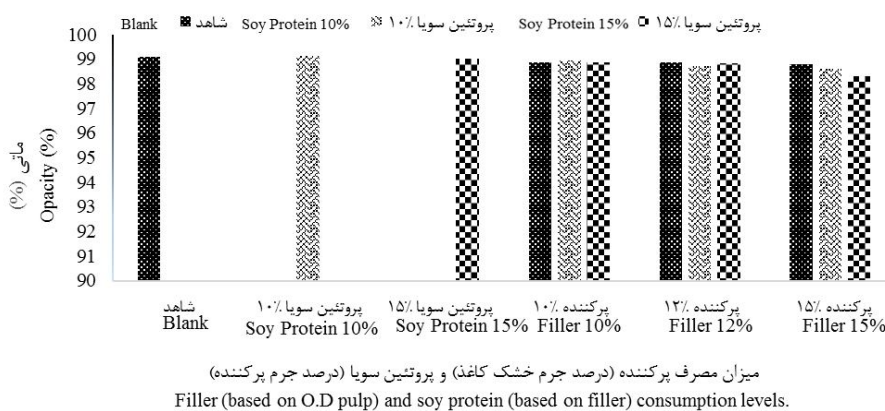 Blank شاهد Soy Protein 10% پروتئین سویا ۱۰٪ Soy Protein 15% پروتئین سویا ۱۵٪
ماتی (%)
Opacity (%)
100
99
98
97
96
95
94
93
92
91
90
شاهد
Blank
پروتئین سویا ۱۰٪
Soy Protein 10%
پروتئین سویا ۱۵٪
Soy Protein 15%
پرکننده ۱۰٪
Filler 10%
پرکننده ۱۲٪
Filler 12%
پرکننده ۱۵٪
Filler 15%
میزان مصرف پرکننده (درصد جرم خشک کاغذ) و پروتئین سویا (درصد جرم پرکننده)
Filler (based on O.D pulp) and soy protein (based on filler) consumption levels.